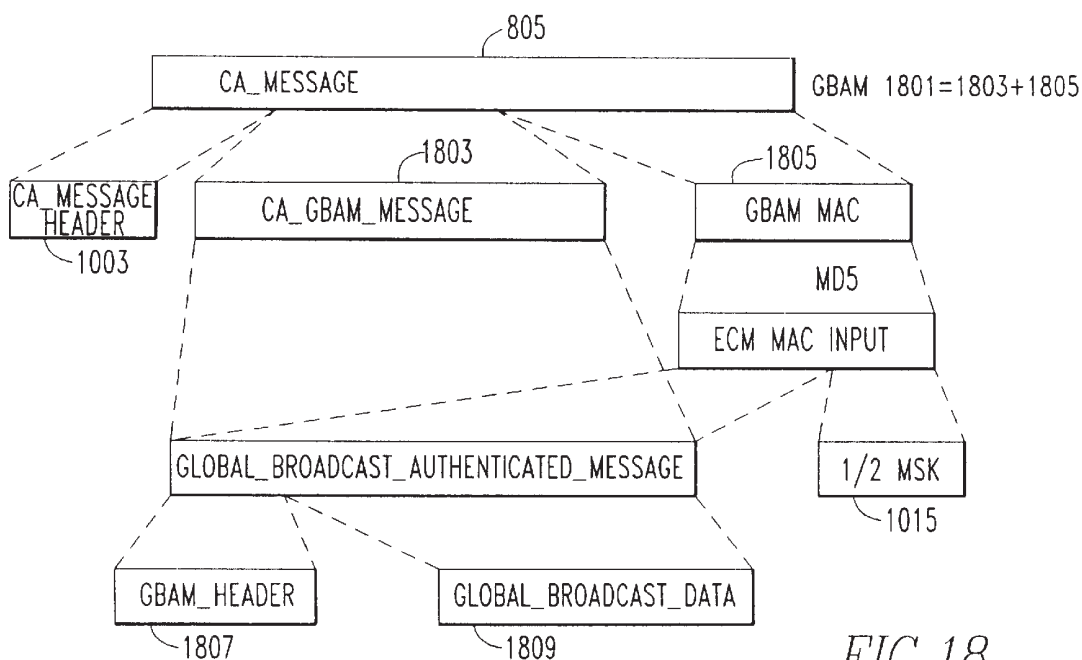 805
CA_MESSAGE
GBAM 1801=1803+1805
1803
1805
CA_MESSAGE
HEADER
CA_GBAM_MESSAGE
GBAM MAC
1003
MD5
ECM MAC INPUT
GLOBAL_BROADCAST_AUTHENTICATED_MESSAGE
1/2 MSK
1015
GBAM_HEADER
GLOBAL_BROADCAST_DATA
1807
1809
FIG. 18